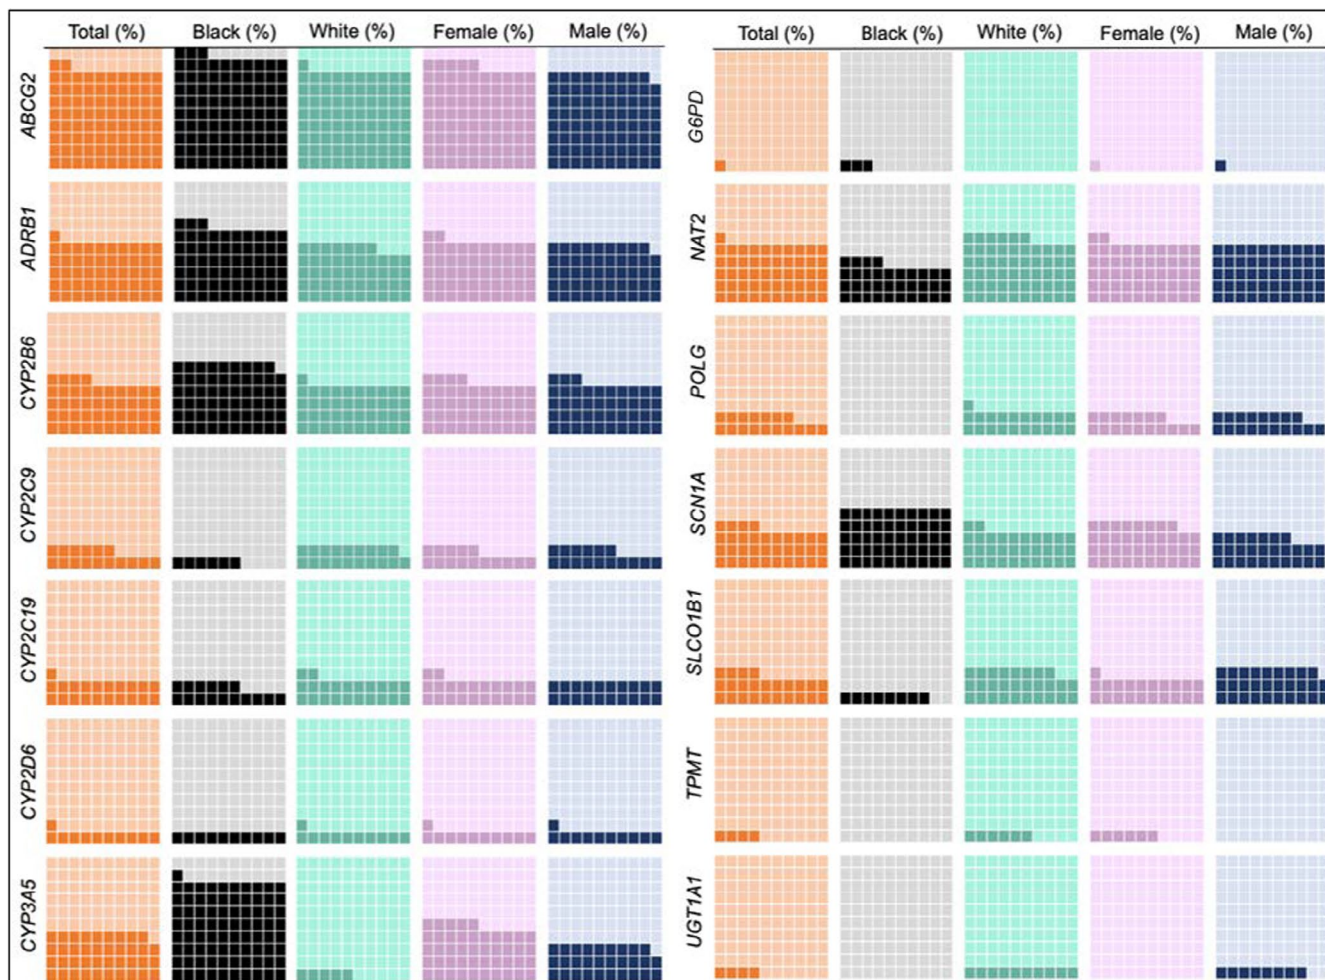 Total (%) Black (%) White (%) Female (%) Male (%) Total (%) Black (%) White (%) Female (%) Male (%)
ABCG2
ADRB1
CYP2B6
CYP2C9
CYP2C19
CYP2D6
CYP3A5
G6PD
NAT2
POLG
SCN1A
SLCO1B1
TPMT
UGT1A1